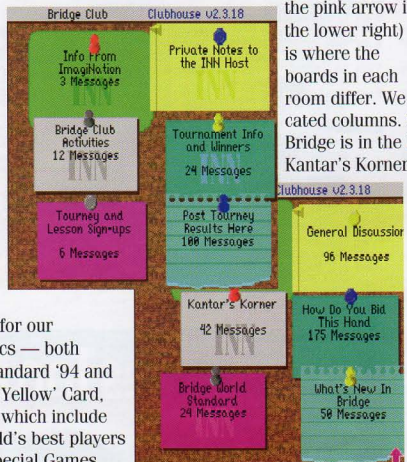 Bridge Club Clubhouse v2.3.18
Info From
ImagiNation
3 Messages
Private Notes to
the INN Host
INN
Bridge Club
Activities
12 Messages
INN
Tournament Info
and Winners
24 Messages
INN
Tourney and
Lesson Sign-ups
6 Messages
Post Tourney
Results Here
100 Messages
the pink arrow i
the lower right)
is where the
boards in each
room differ. We
cated columns.
Bridge is in the
Kantar's Korner
Clubhouse v2.3.18
General Discussion
96 Messages
Kantar's Korner
42 Messages
INN
How Do You Bid
This Hand
175 Messages
Bridge World
Standard
24 Messages
What's New In
Bridge
50 Messages
for our
cs — both
andard '94 and
Yellow' Card,
which include
ld's best players
pecial Games